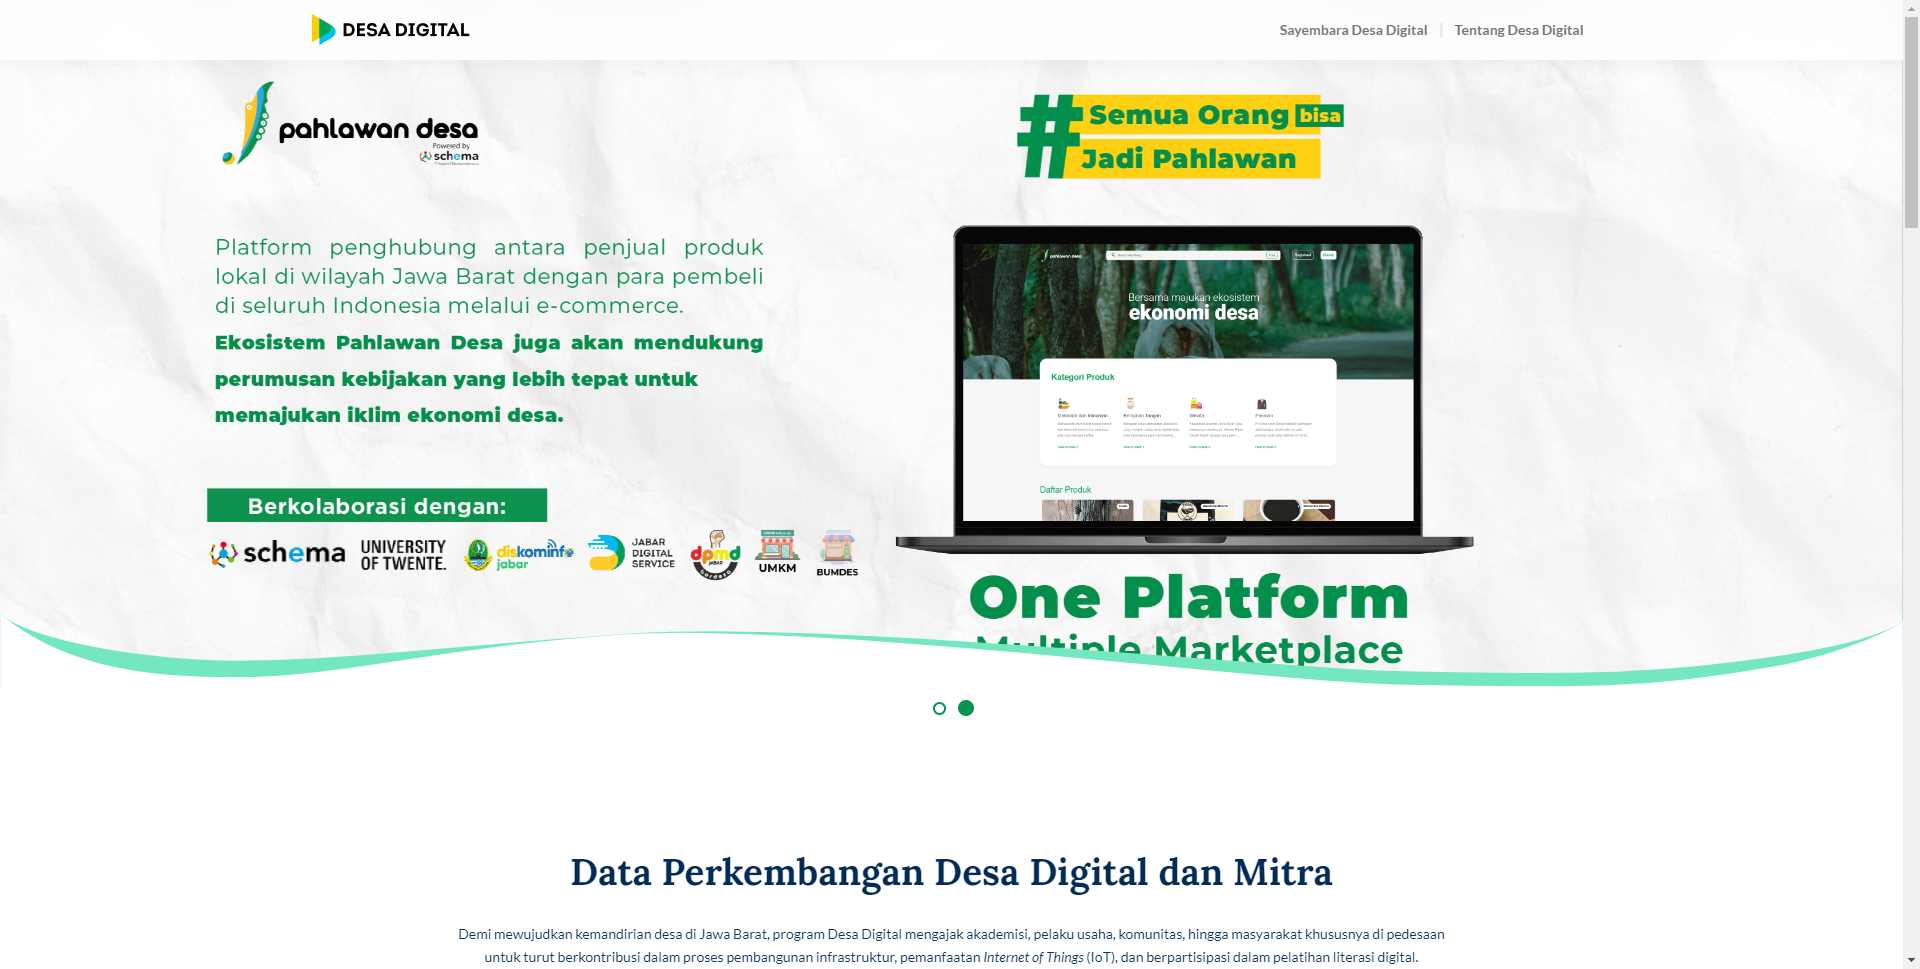 DESA DIGITAL
Sayembara Desa Digital
Tentang Desa Digital
pahlawan desa
Powered by
schema
# Semua Orang bisa
Jadi Pahlawan
Platform penghubung antara penjual produk
lokal di wilayah Jawa Barat dengan para pembeli
di seluruh Indonesia melalui e-commerce.
Ekosistem Pahlawan Desa juga akan mendukung
perumusan kebijakan yang lebih tepat untuk
memajukan iklim ekonomi desa.
pahlawan desa
Bersama majukan ekosistem
ekonomi desa
Kategori Produk
Daftar Produk
Berkolaborasi dengan:
schema
UNIVERSITY
OF TWENTE.
diskominfo
jabar
JABAR
DIGITAL
SERVICE
dpmd
JABAR
UMKM
BUMDES
One Platform
Multiple Marketplace
Data Perkembangan Desa Digital dan Mitra
Demi mewujudkan kemandirian desa di Jawa Barat, program Desa Digital mengajak akademisi, pelaku usaha, komunitas, hingga masyarakat khususnya di pedesaan
untuk turut berkontribusi dalam proses pembangunan infrastruktur, pemanfaatan Internet of Things (IoT), dan berpartisipasi dalam pelatihan literasi digital.